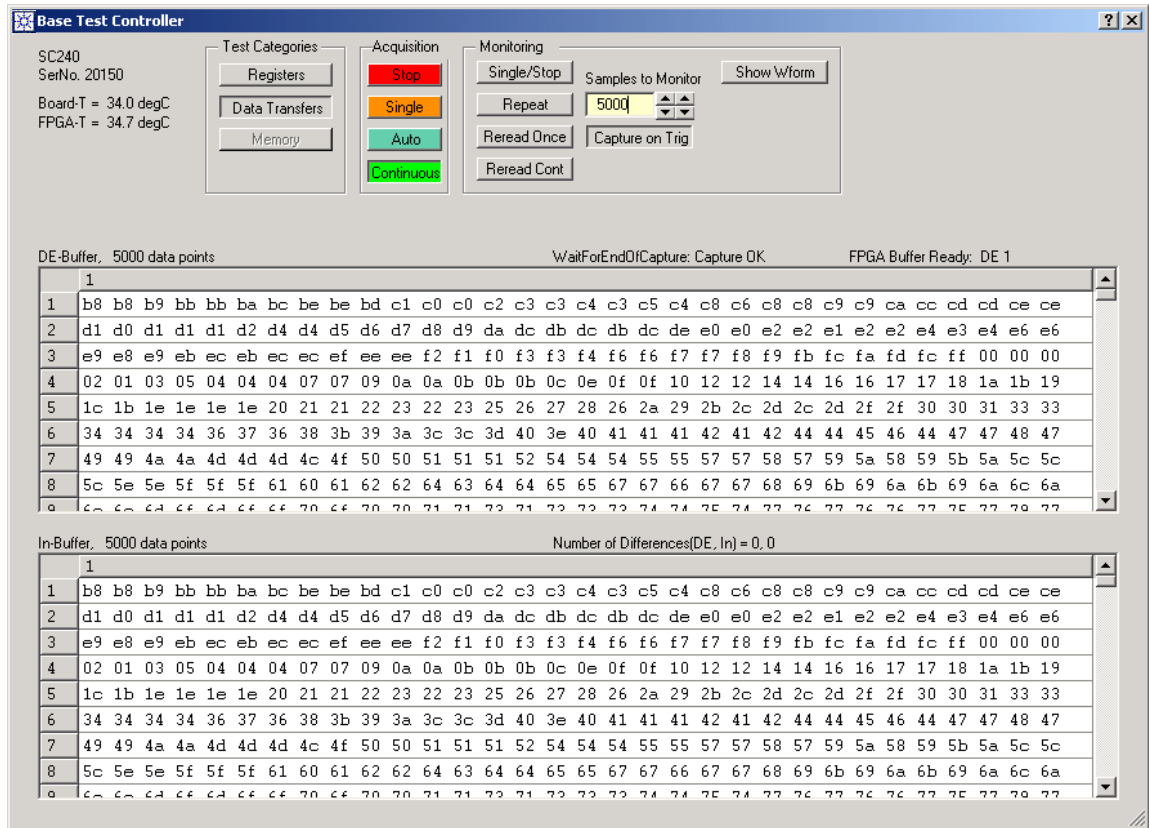 Base Test Controller
SC240
SerNo. 20150
Board-T = 34.0 degC
FPGA-T = 34.7 degC
Test Categories
Registers
Data Transfers
Memory
Acquisition
Stop
Single
Auto
Continuous
Monitoring
Single/Stop
Repeat
Reread Once
Reread Cont
Samples to Monitor
5000
Capture on Trig
Show Wform
DE-Buffer, 5000 data points WaitForEndOfCapture: Capture OK FPGA Buffer Ready: DE 1
1
1 b8 b8 b9 bb bb ba bc be be bd c1 c0 c0 c2 c3 c3 c4 c3 c5 c4 c8 c6 c8 c8 c9 c9 ca cc cd cd ce ce
2 d1 d0 d1 d1 d1 d2 d4 d4 d5 d6 d7 d8 d9 da dc db dc db dc de e0 e0 e2 e2 e1 e2 e2 e4 e3 e4 e6 e6
3 e9 e8 e9 eb ec eb ec ec ef ee ee f2 f1 f0 f3 f3 f4 f6 f6 f7 f7 f8 f9 fb fc fa fd fc ff 00 00 00
4 02 01 03 05 04 04 04 07 07 09 0a 0a 0b 0b 0b 0c 0e 0f 0f 10 12 12 14 14 16 16 17 17 18 1a 1b 19
5 1c 1b 1e 1e 1e 1e 20 21 21 22 23 22 23 25 26 27 28 26 2a 29 2b 2c 2d 2c 2d 2f 2f 30 30 31 33 33
6 34 34 34 34 36 37 36 38 3b 39 3a 3c 3c 3d 40 3e 40 41 41 41 42 41 42 44 44 45 46 44 47 47 48 47
7 49 49 4a 4a 4d 4d 4d 4c 4f 50 50 51 51 51 52 54 54 54 55 55 57 57 58 57 59 5a 58 59 5b 5a 5c 5c
8 5c 5e 5e 5f 5f 5f 61 60 61 62 62 64 63 64 64 65 65 67 67 66 67 67 68 69 6b 69 6a 6b 69 6a 6c 6a
In-Buffer, 5000 data points Number of Differences(DE, In) = 0, 0
1
1 b8 b8 b9 bb bb ba bc be be bd c1 c0 c0 c2 c3 c3 c4 c3 c5 c4 c8 c6 c8 c8 c9 c9 ca cc cd cd ce ce
2 d1 d0 d1 d1 d1 d2 d4 d4 d5 d6 d7 d8 d9 da dc db dc db dc de e0 e0 e2 e2 e1 e2 e2 e4 e3 e4 e6 e6
3 e9 e8 e9 eb ec eb ec ec ef ee ee f2 f1 f0 f3 f3 f4 f6 f6 f7 f7 f8 f9 fb fc fa fd fc ff 00 00 00
4 02 01 03 05 04 04 04 07 07 09 0a 0a 0b 0b 0b 0c 0e 0f 0f 10 12 12 14 14 16 16 17 17 18 1a 1b 19
5 1c 1b 1e 1e 1e 1e 20 21 21 22 23 22 23 25 26 27 28 26 2a 29 2b 2c 2d 2c 2d 2f 2f 30 30 31 33 33
6 34 34 34 34 36 37 36 38 3b 39 3a 3c 3c 3d 40 3e 40 41 41 41 42 41 42 44 44 45 46 44 47 47 48 47
7 49 49 4a 4a 4d 4d 4d 4c 4f 50 50 51 51 51 52 54 54 54 55 55 57 57 58 57 59 5a 58 59 5b 5a 5c 5c
8 5c 5e 5e 5f 5f 5f 61 60 61 62 62 64 63 64 64 65 65 67 67 66 67 67 68 69 6b 69 6a 6b 69 6a 6c 6a